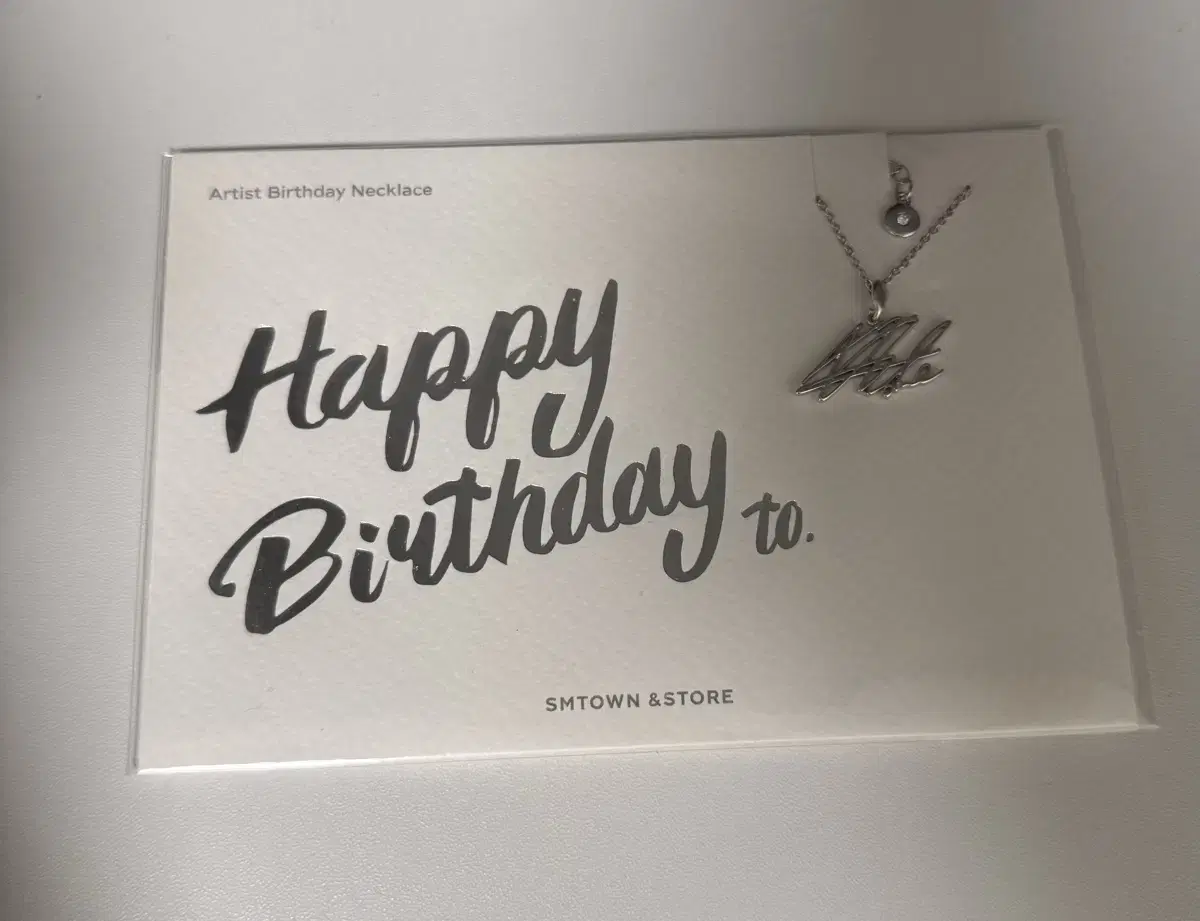 Artist Birthday Necklace
Happy
Birthday to.
SMTOWN &STORE